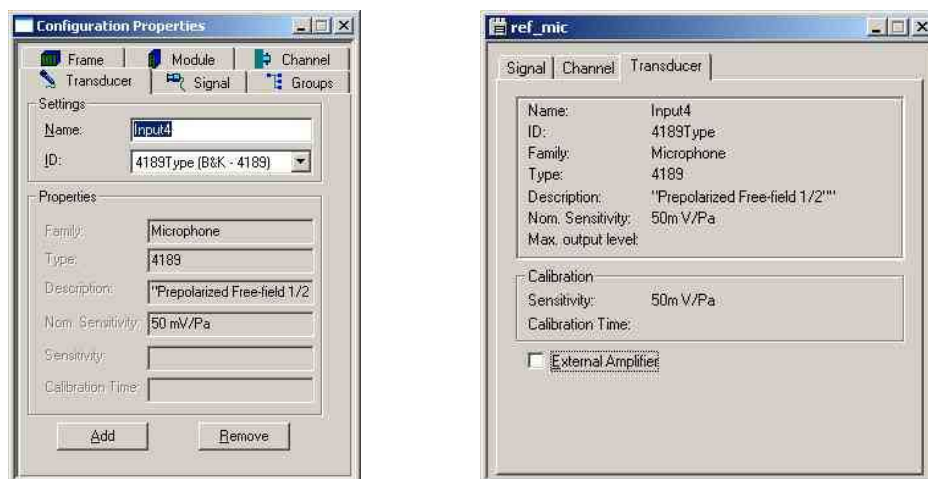 Configuration Properties
Frame Module Channel
Transducer Signal Groups
Settings
Name: Input4
ID: 4189Type (B&K - 4189)
Properties
Family: Microphone
Type: 4189
Description: "Prepolarized Free-field 1/2
Nom. Sensitivity: 50 mV/Pa
Sensitivity:
Calibration Time:
Add Remove
ref_mic
Signal Channel Transducer
Name: Input4
ID: 4189Type
Family: Microphone
Type: 4189
Description: "Prepolarized Free-field 1/2""
Nom. Sensitivity: 50m V/Pa
Max. output level:
Calibration
Sensitivity: 50m V/Pa
Calibration Time:
External Amplifier